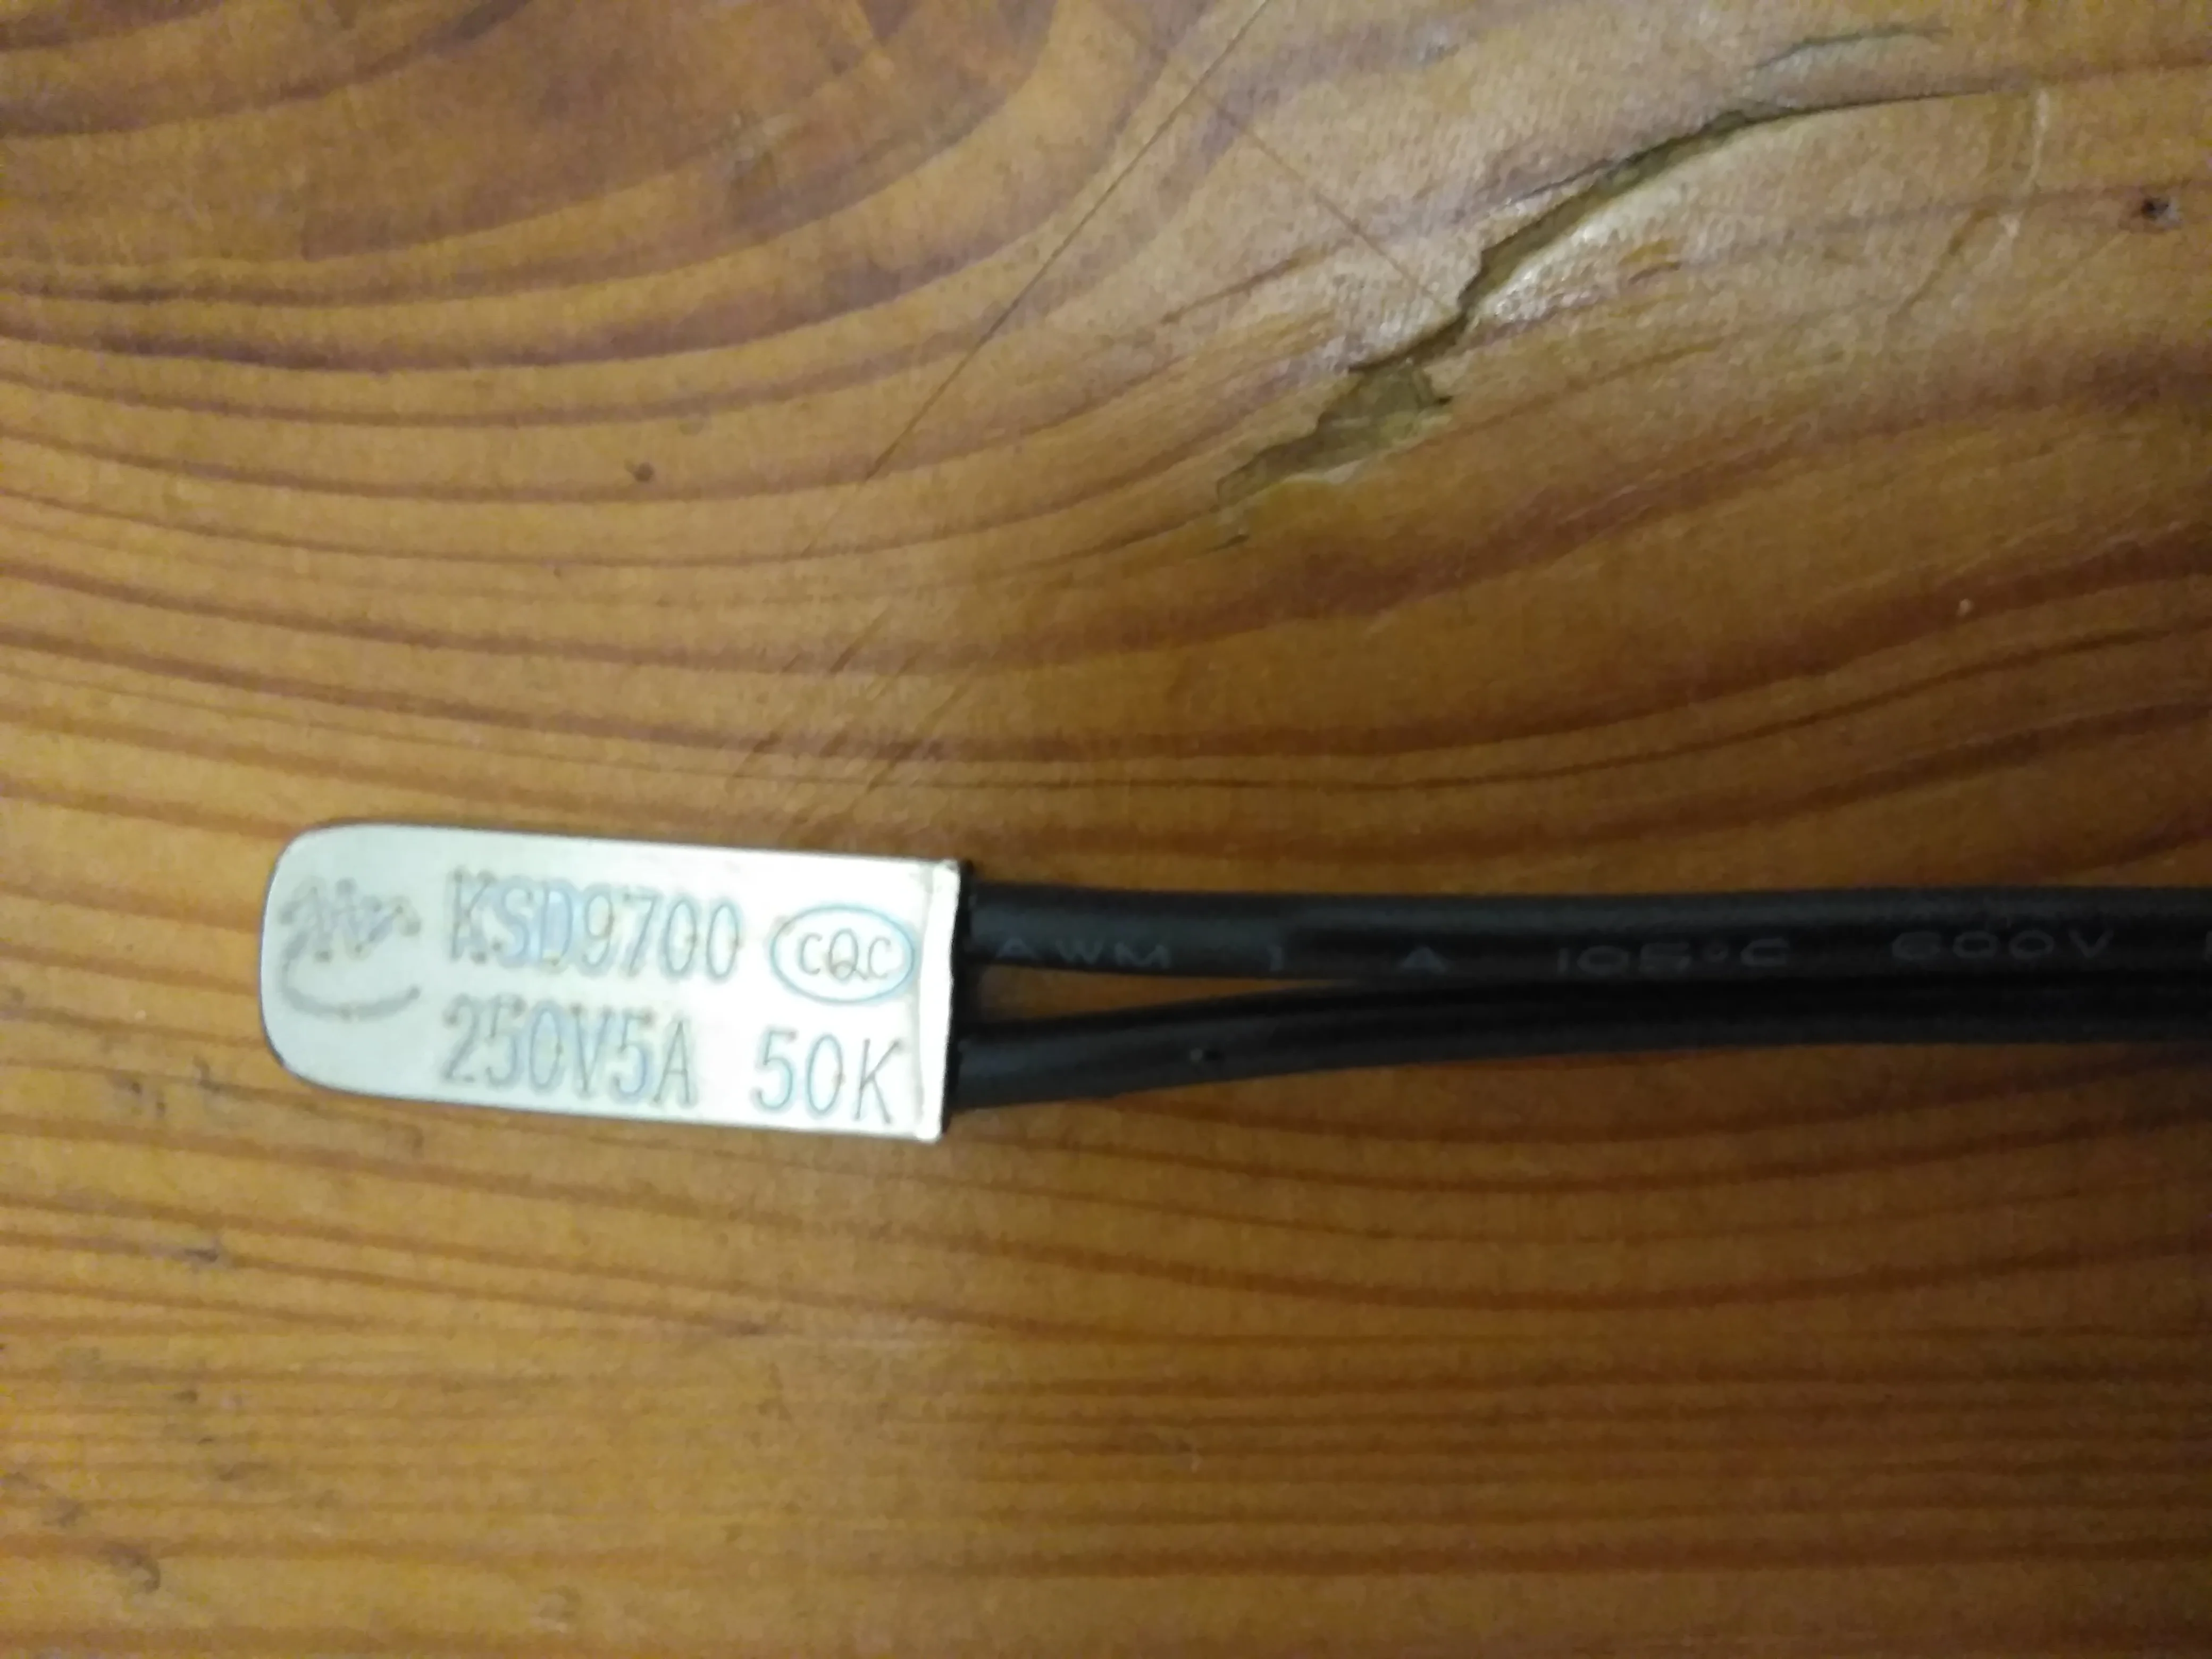 KSD9700 CQC
250V5A 50K
AWM I A 105°C 600V